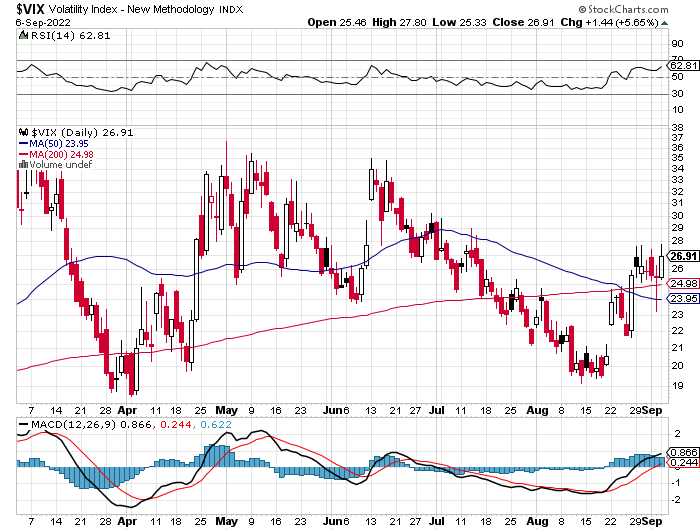 $VIX Volatility Index - New Methodology INDX
© StockCharts.com
6-Sep-2022
Open 25.46 High 27.80 Low 25.33 Close 26.91 Chg +1.44 (+5.65%)
RSI(14) 62.81
90
70
62.81
50
30
10
$VIX (Daily) 26.91
MA(50) 23.95
MA(200) 24.98
Volume undef
38
37
36
35
34
33
32
31
30
29
28
26.91
26
24.98
23.95
23
22
21
20
19
7 14 21 28 Apr 11 18 25 May 9 16 23 Jun 6 13 21 27 Jul 11 18 25 Aug 8 15 22 29 Sep
MACD(12,26,9) 0.866, 0.244, 0.622
2
0.866
0.244
-1
-2
7 14 21 28 Apr 11 18 25 May 9 16 23 Jun 6 13 21 27 Jul 11 18 25 Aug 8 15 22 29 Sep